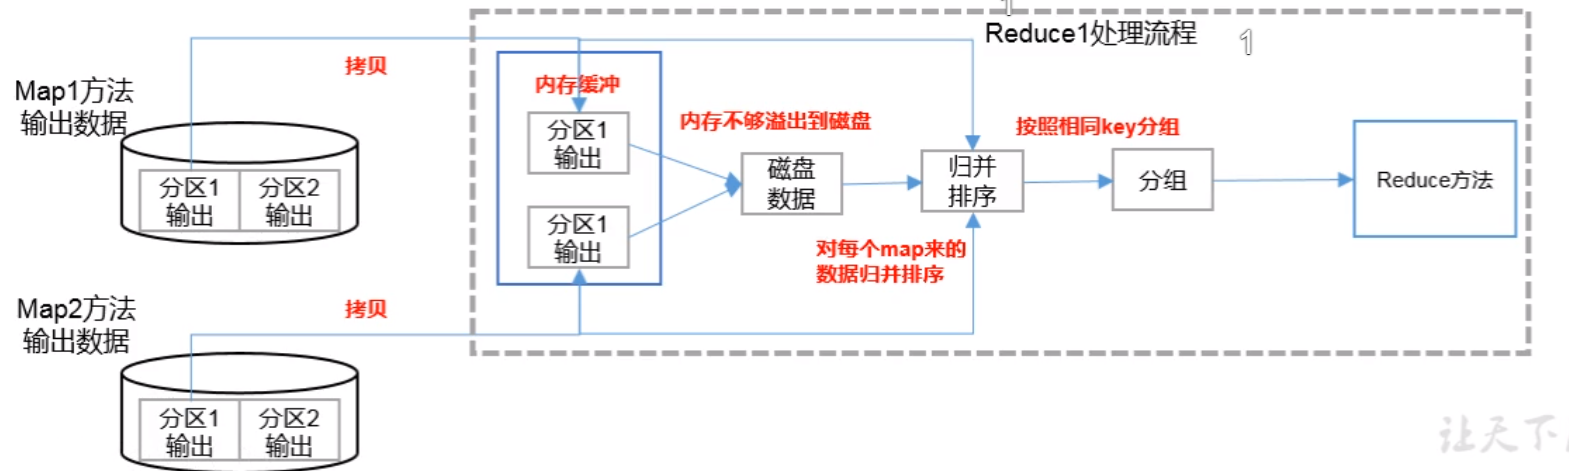 Reduce1处理流程
1
拷贝
Map1方法
输出数据
内存缓冲
分区1
输出
内存不够溢出到磁盘
按照相同key分组
分区1
输出
分区2
输出
磁盘
数据
归并
排序
分组
Reduce方法
分区1
输出
对每个map来的
数据归并排序
Map2方法
输出数据
拷贝
分区1
输出
分区2
输出
让天下